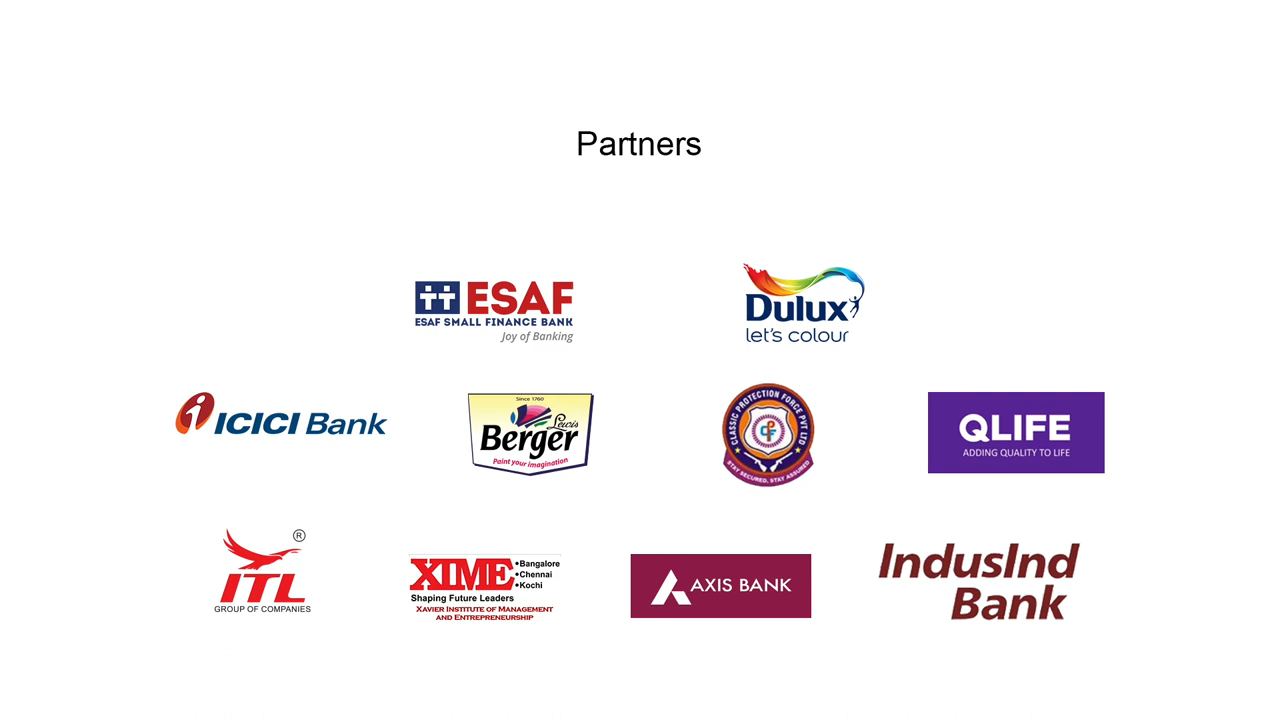 Partners
ESAF
ESAF SMALL FINANCE BANK
Joy of Banking
Dulux
let's colour
ICICI Bank
Since 1760
Lewis
Berger
Paint your imagination
CLASSIC PROTECTION FORCE PVT LTD
CPF
STAY SECURED, STAY ASSURED
QLIFE
ADDING QUALITY TO LIFE
®
ITL
GROUP OF COMPANIES
XIME
•Bangalore
•Chennai
•Kochi
Shaping Future Leaders
XAVIER INSTITUTE OF MANAGEMENT
AND ENTREPRENEURSHIP
AXIS BANK
IndusInd
Bank